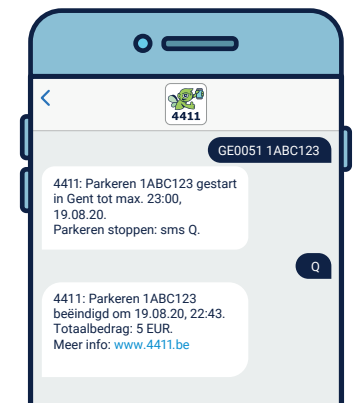 4411
GE0051 1ABC123
4411: Parkeren 1ABC123 gestart
in Gent tot max. 23:00,
19.08.20.
Parkeren stoppen: sms Q.
Q
4411: Parkeren 1ABC123
beëindigd om 19.08.20, 22:43.
Totaalbedrag: 5 EUR.
Meer info: www.4411.be